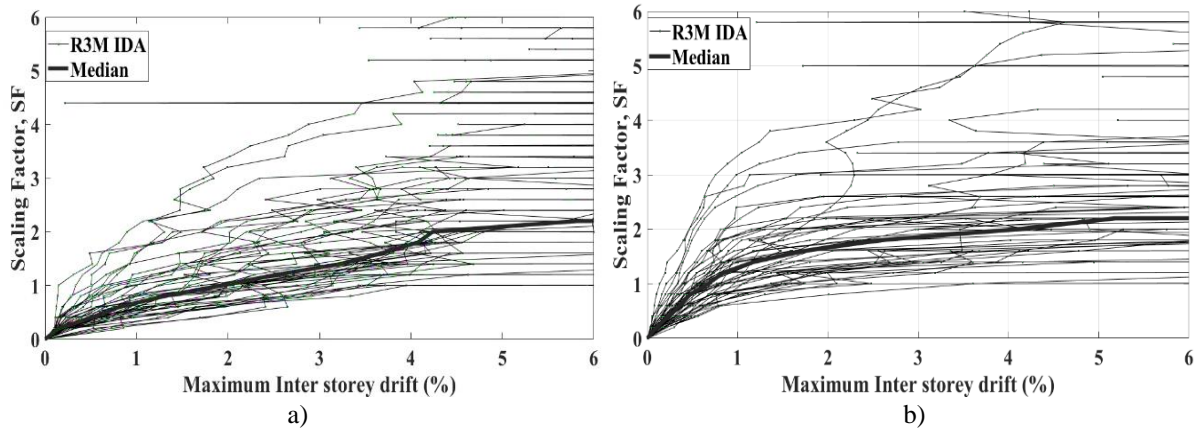 6
5
4
3
2
1
0
Scaling Factor, SF
R3M IDA
Median
0 1 2 3 4 5 6
Maximum Inter storey drift (%)
a)
6
5
4
3
2
1
0
Scaling Factor, SF
R3M IDA
Median
0 1 2 3 4 5 6
Maximum Inter storey drift (%)
b)